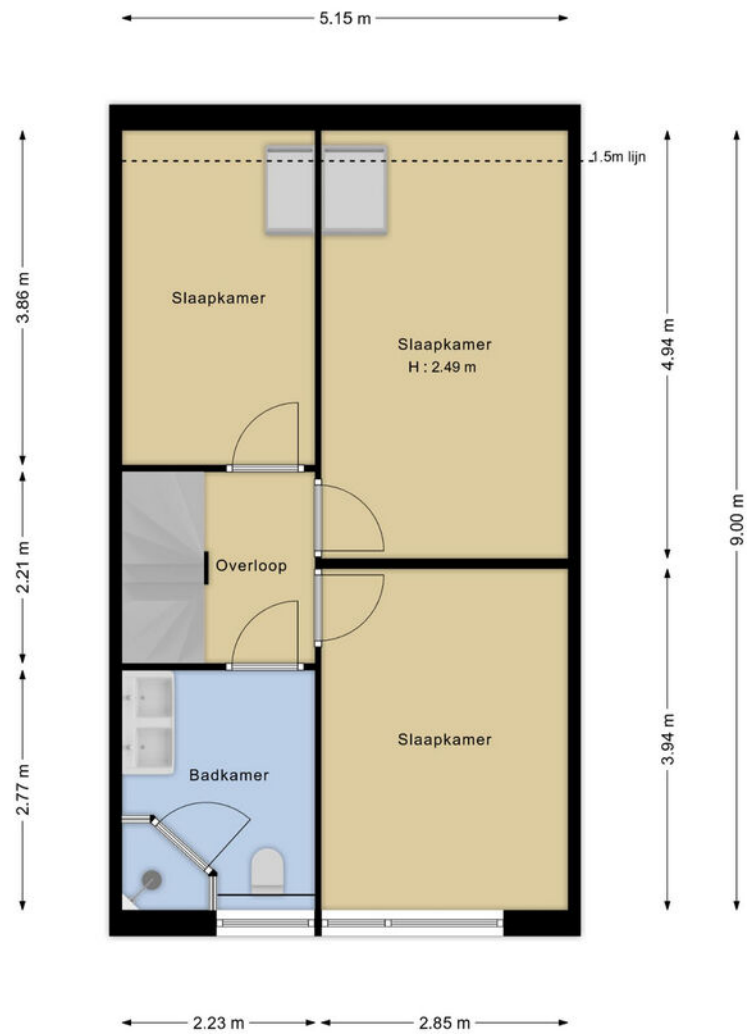 5.15 m
1.5m lijn
3.86 m
Slaapkamer
Slaapkamer
H : 2.49 m
4.94 m
9.00 m
2.21 m
Overloop
Slaapkamer
3.94 m
2.77 m
Badkamer
2.23 m
2.85 m